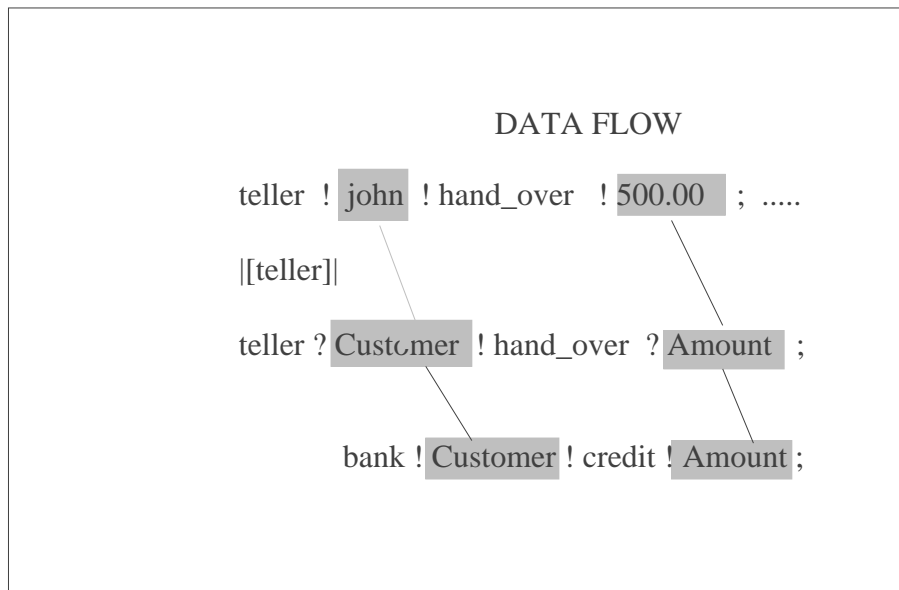 DATA FLOW
teller ! john ! hand_over ! 500.00 ; .....
|[teller]|
teller ? Customer ! hand_over ? Amount ;
bank ! Customer ! credit ! Amount ;